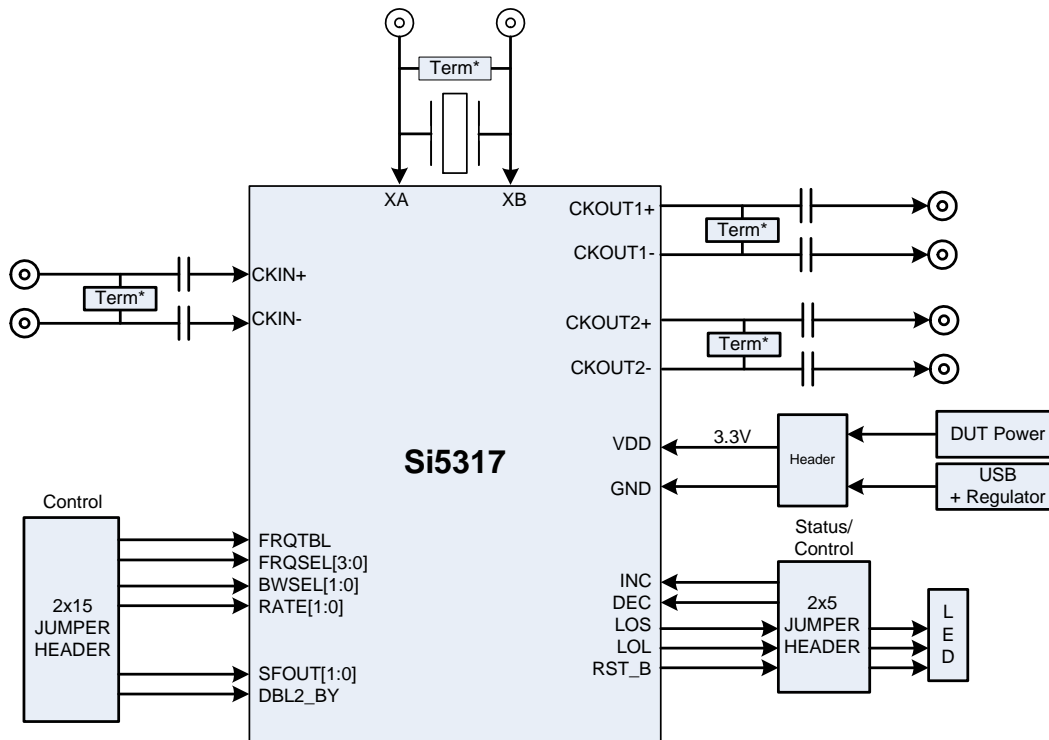 Term*
XA
XB
CKOUT1+
Term*
CKOUT1-
CKIN+
Term*
CKIN-
CKOUT2+
Term*
CKOUT2-
Si5317
VDD
3.3V
GND
Header
DUT Power
USB
+ Regulator
Control
2x15
JUMPER
HEADER
FRQTBL
FRQSEL[3:0]
BWSEL[1:0]
RATE[1:0]
SFOUT[1:0]
DBL2_BY
Status/
Control
INC
DEC
LOS
LOL
RST_B
2x5
JUMPER
HEADER
L
E
D